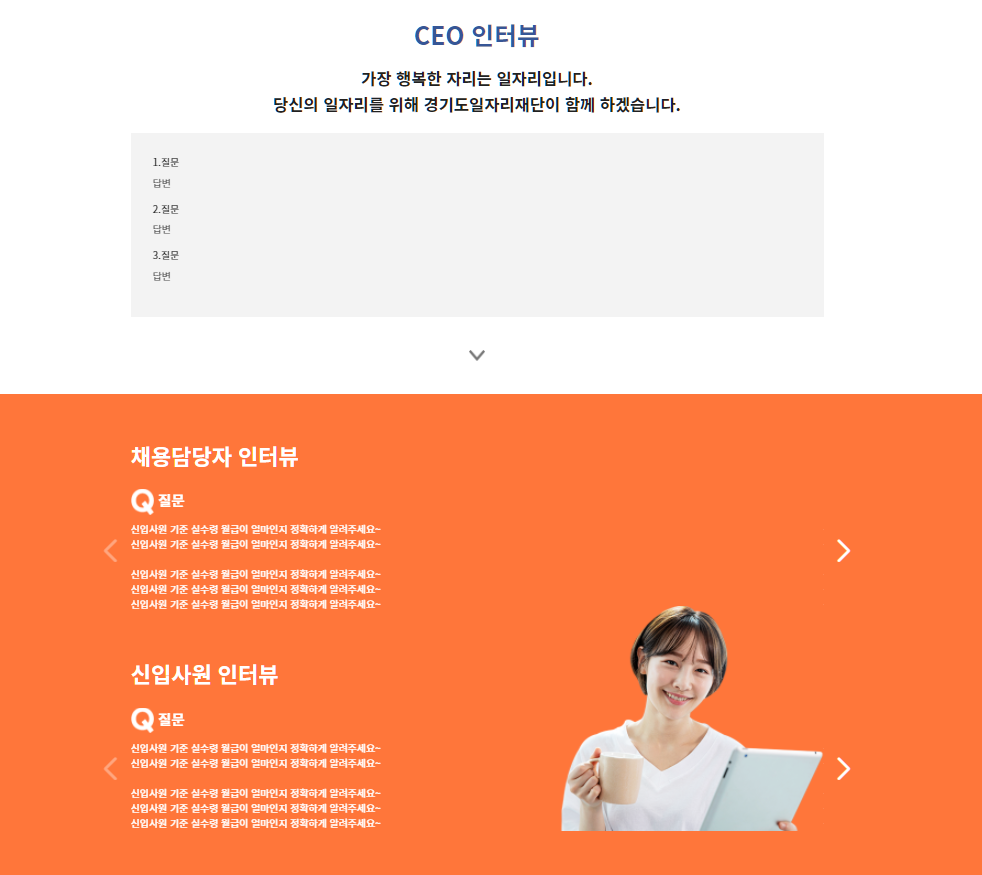 CEO 인터뷰
가장 행복한 자리는 일자리입니다.
당신의 일자리를 위해 경기도일자리재단이 함께 하겠습니다.
1.질문
답변
2.질문
답변
3.질문
답변
채용담당자 인터뷰
Q 질문
신입사원 기준 실수령 월급이 얼마인지 정확하게 알려주세요~
신입사원 기준 실수령 월급이 얼마인지 정확하게 알려주세요~
신입사원 기준 실수령 월급이 얼마인지 정확하게 알려주세요~
신입사원 기준 실수령 월급이 얼마인지 정확하게 알려주세요~
신입사원 기준 실수령 월급이 얼마인지 정확하게 알려주세요~
신입사원 인터뷰
Q 질문
신입사원 기준 실수령 월급이 얼마인지 정확하게 알려주세요~
신입사원 기준 실수령 월급이 얼마인지 정확하게 알려주세요~
신입사원 기준 실수령 월급이 얼마인지 정확하게 알려주세요~
신입사원 기준 실수령 월급이 얼마인지 정확하게 알려주세요~
신입사원 기준 실수령 월급이 얼마인지 정확하게 알려주세요~